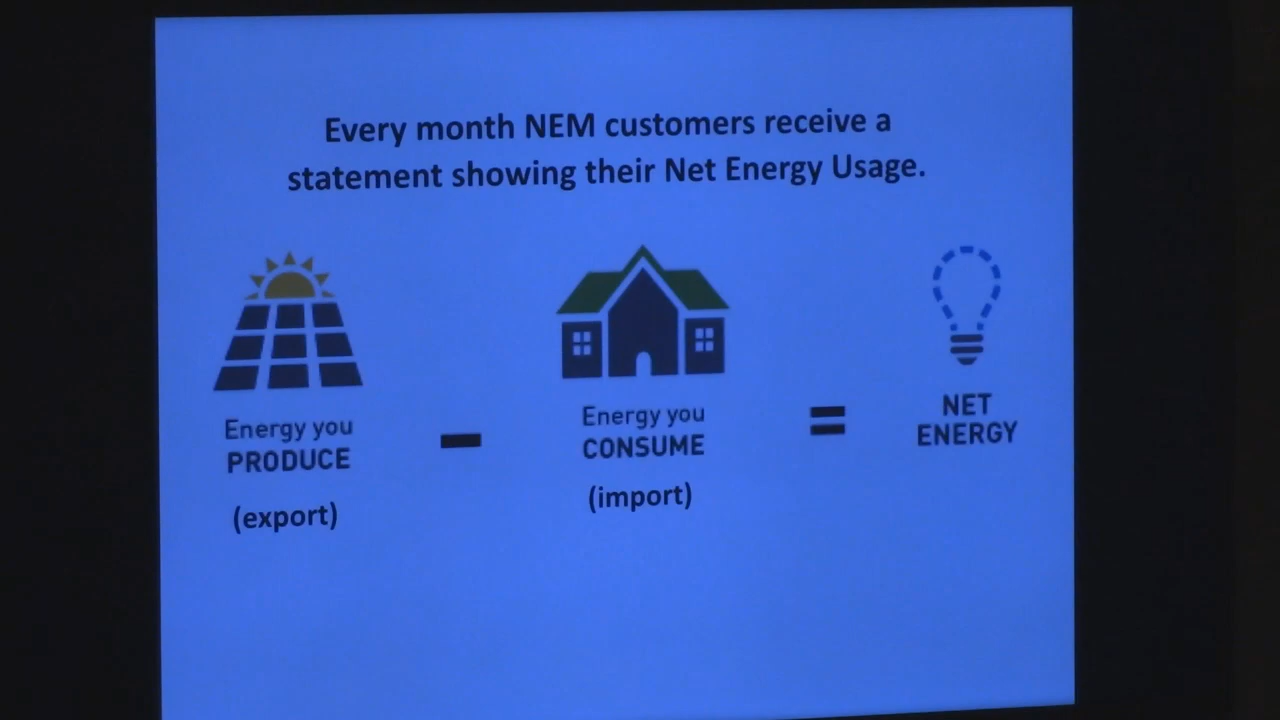 Every month NEM customers receive a
statement showing their Net Energy Usage.
Energy you
PRODUCE
(export)
-
Energy you
CONSUME
(import)
=
NET
ENERGY